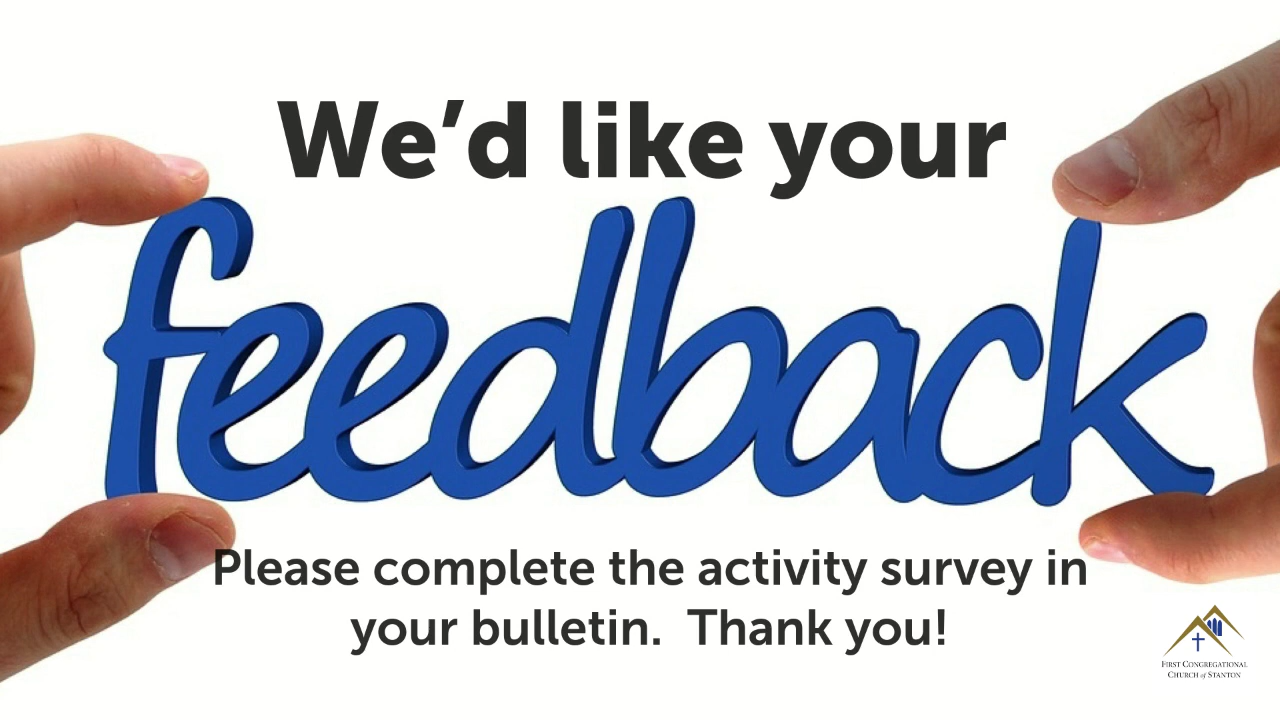 We’d like your
feedback
Please complete the activity survey in
your bulletin.  Thank you!
First Congregational
Church of Stanton